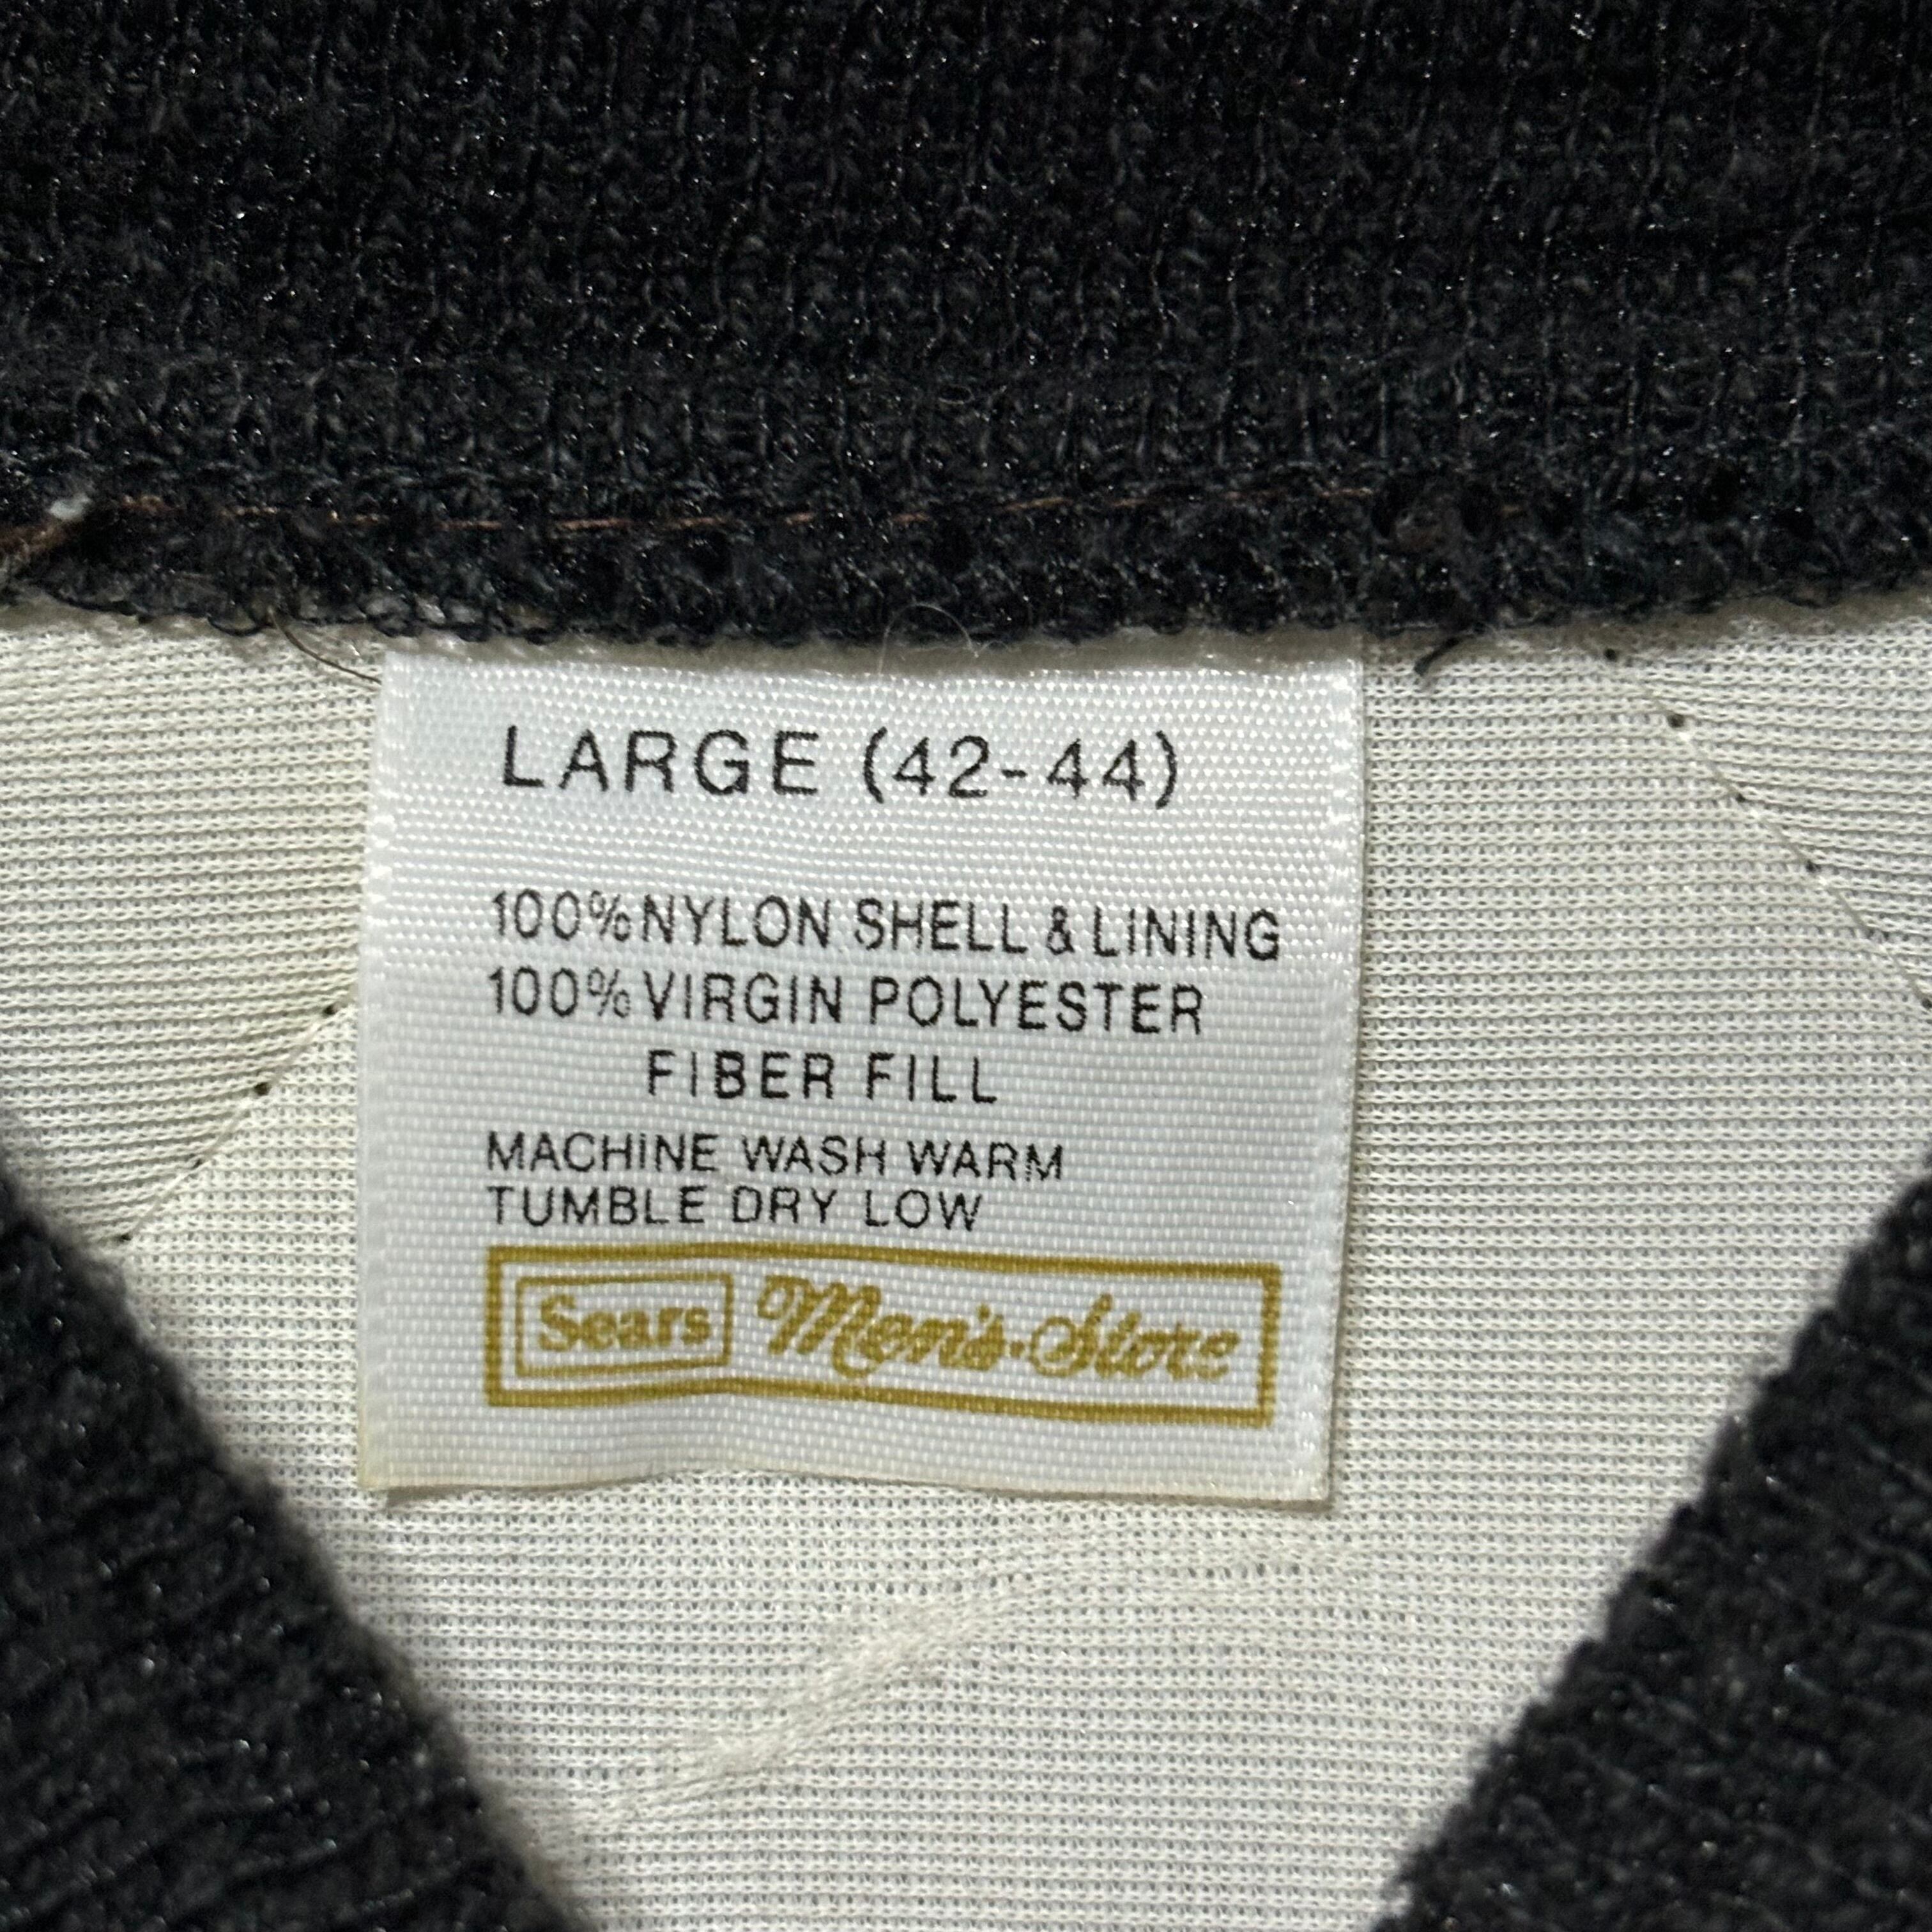 LARGE (42-44)
100% NYLON SHELL & LINING
100% VIRGIN POLYESTER
FIBER FILL
MACHINE WASH WARM
TUMBLE DRY LOW
Sears Men's Store